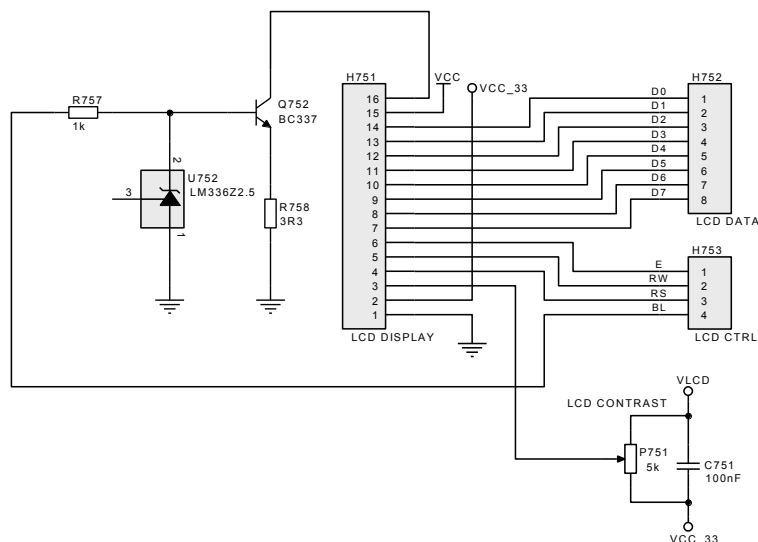 H751
VCC
VCC_33
H752
R757
1k
Q752
BC337
2
U752
LM336Z2.5
3
1
R758
3R3
16
15
14
13
12
11
10
9
8
7
6
5
4
3
2
1
LCD DISPLAY
D0
D1
D2
D3
D4
D5
D6
D7
1
2
3
4
5
6
7
8
LCD DATA
H753
E
RW
RS
BL
1
2
3
4
LCD CTRL
VLCD
LCD CONTRAST
P751
5k
C751
100nF
VCC_33